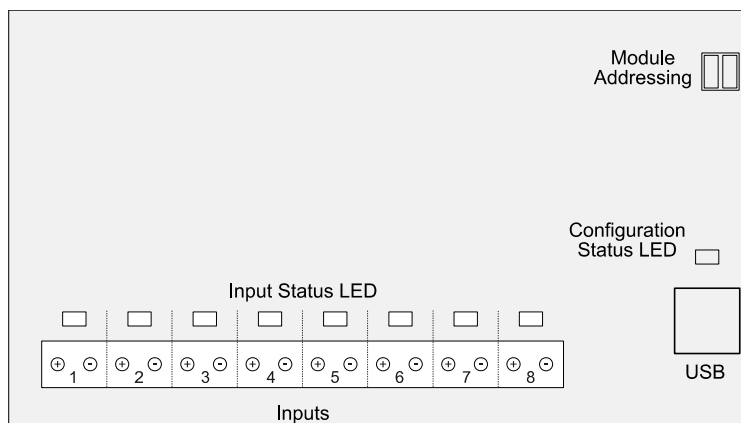 Module
Addressing
Configuration
Status LED
Input Status LED
+ - + - + - + - + - + - + - + -
1 2 3 4 5 6 7 8
USB
Inputs